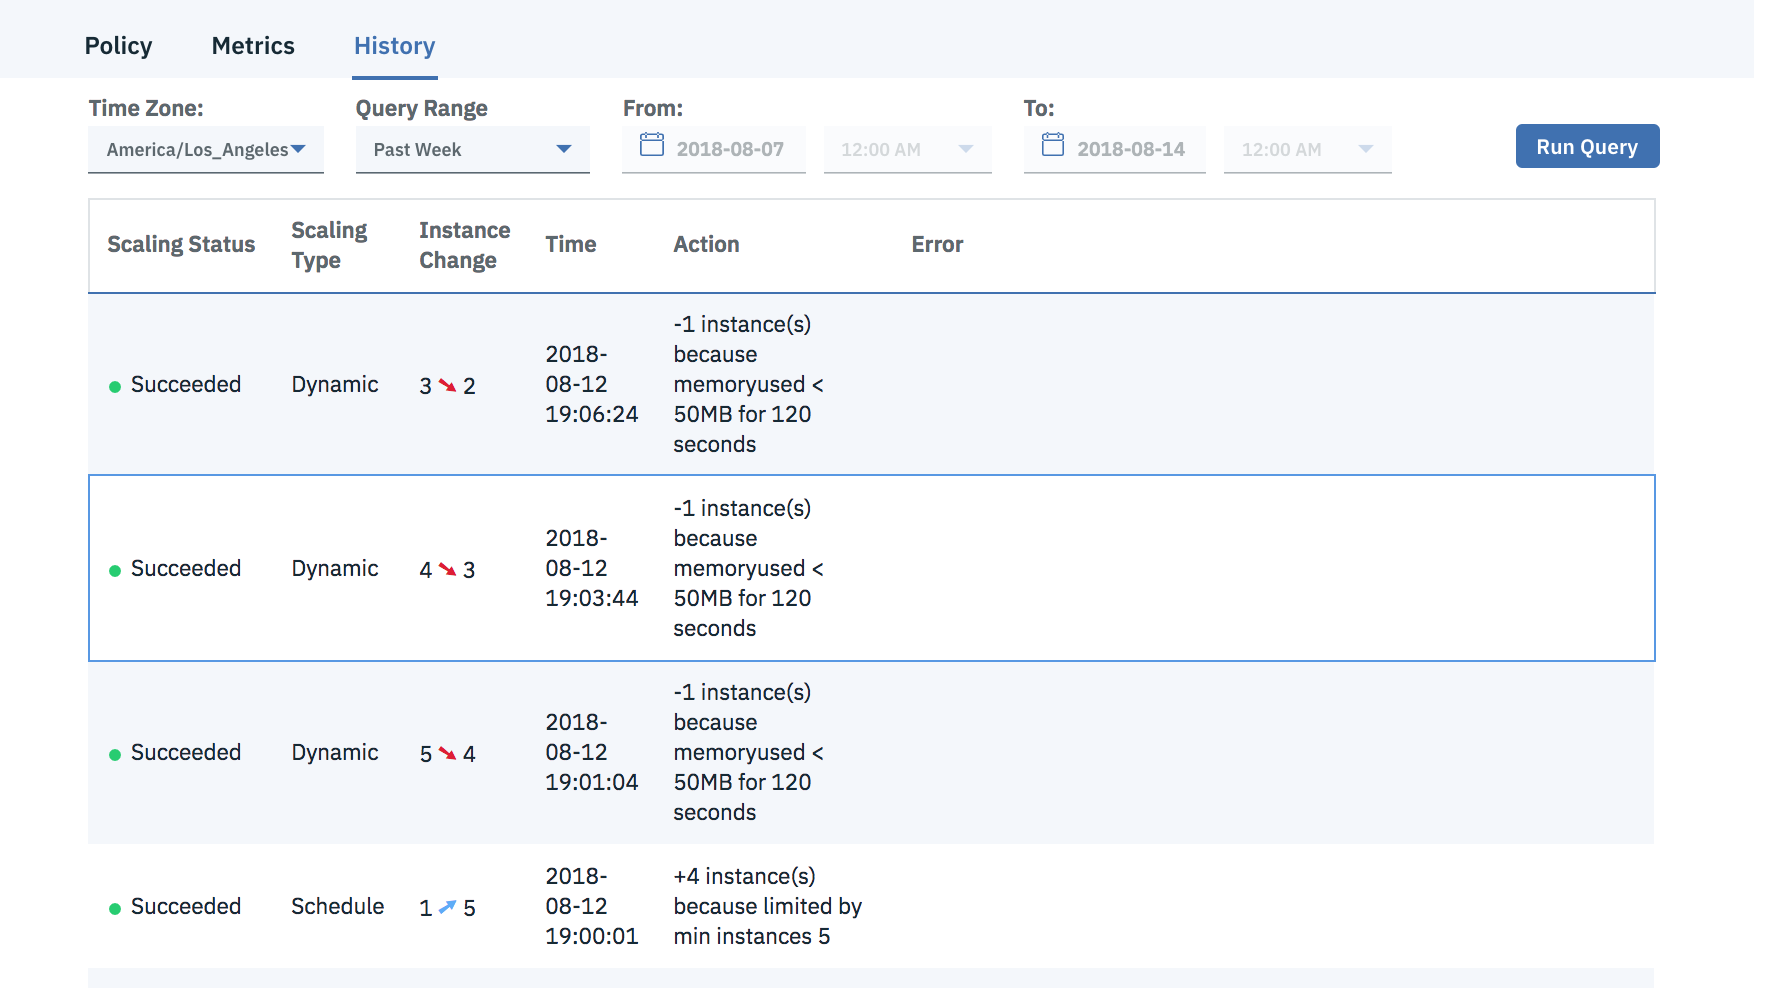 Policy Metrics History
Time Zone: Query Range From: To:
America/Los_Angeles Past Week 2018-08-07 12:00 AM 2018-08-14 12:00 AM Run Query
Scaling Status Scaling Type Instance Change Time Action Error
Succeeded Dynamic 3 2
2018-
08-12
19:06:24
-1 instance(s)
because
memoryused <
50MB for 120
seconds
Succeeded Dynamic 4 3
2018-
08-12
19:03:44
-1 instance(s)
because
memoryused <
50MB for 120
seconds
Succeeded Dynamic 5 4
2018-
08-12
19:01:04
-1 instance(s)
because
memoryused <
50MB for 120
seconds
Succeeded Schedule 1 5
2018-
08-12
19:00:01
+4 instance(s)
because limited by
min instances 5